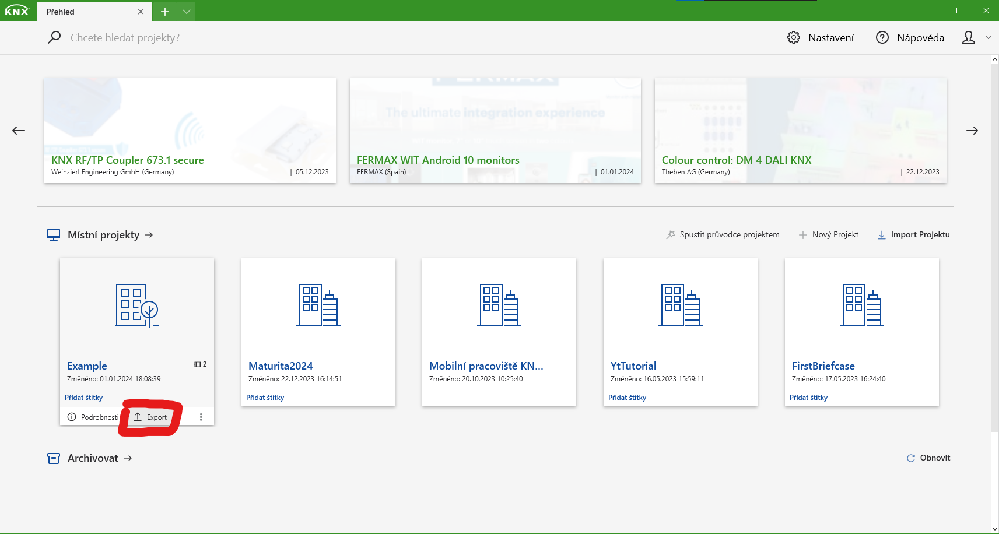 KNX
Přehled
Chcete hledat projekty?
Nastavení
Nápověda
The ultimate integration experience
KNX RF/TP Coupler 673.1 secure
Weinzierl Engineering GmbH (Germany)
| 05.12.2023
FERMAX WIT Android 10 monitors
FERMAX (Spain)
| 01.01.2024
Colour control: DM 4 DALI KNX
Theben AG (Germany)
| 22.12.2023
Místní projekty
Spustit průvodce projektem
Nový Projekt
Import Projektu
Example
2
Změněno: 01.01.2024 18:08:39
Přidat štítky
Podrobnosti
Export
Maturita2024
Změněno: 22.12.2023 16:14:51
Přidat štítky
Mobilní pracoviště KN...
Změněno: 20.10.2023 10:25:40
YtTutorial
Změněno: 16.05.2023 15:59:11
Přidat štítky
FirstBriefcase
Změněno: 17.05.2023 16:24:40
Přidat štítky
Archivovat
Obnovit